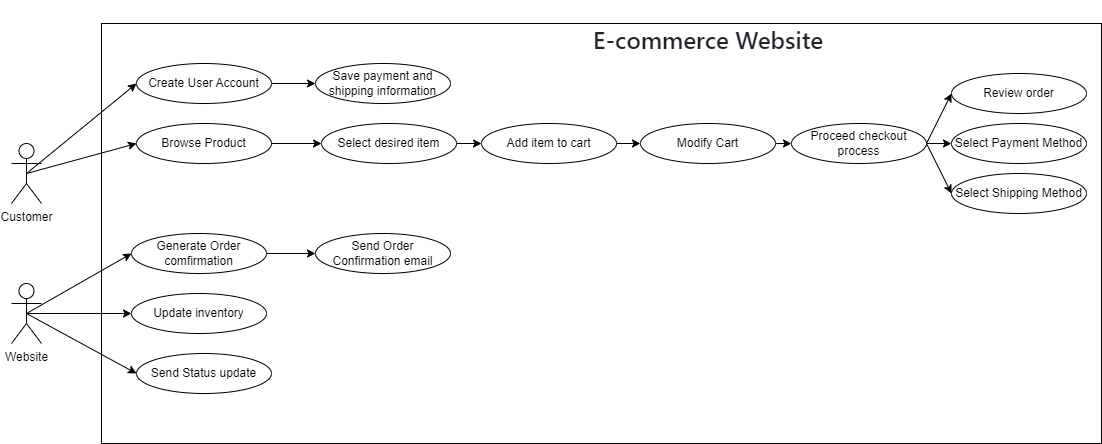 E-commerce Website
Create User Account
Save payment and
shipping information
Review order
Browse Product
Select desired item
Add item to cart
Modify Cart
Proceed checkout
process
Select Payment Method
Select Shipping Method
Customer
Generate Order
comfirmation
Send Order
Confirmation email
Update inventory
Website
Send Status update